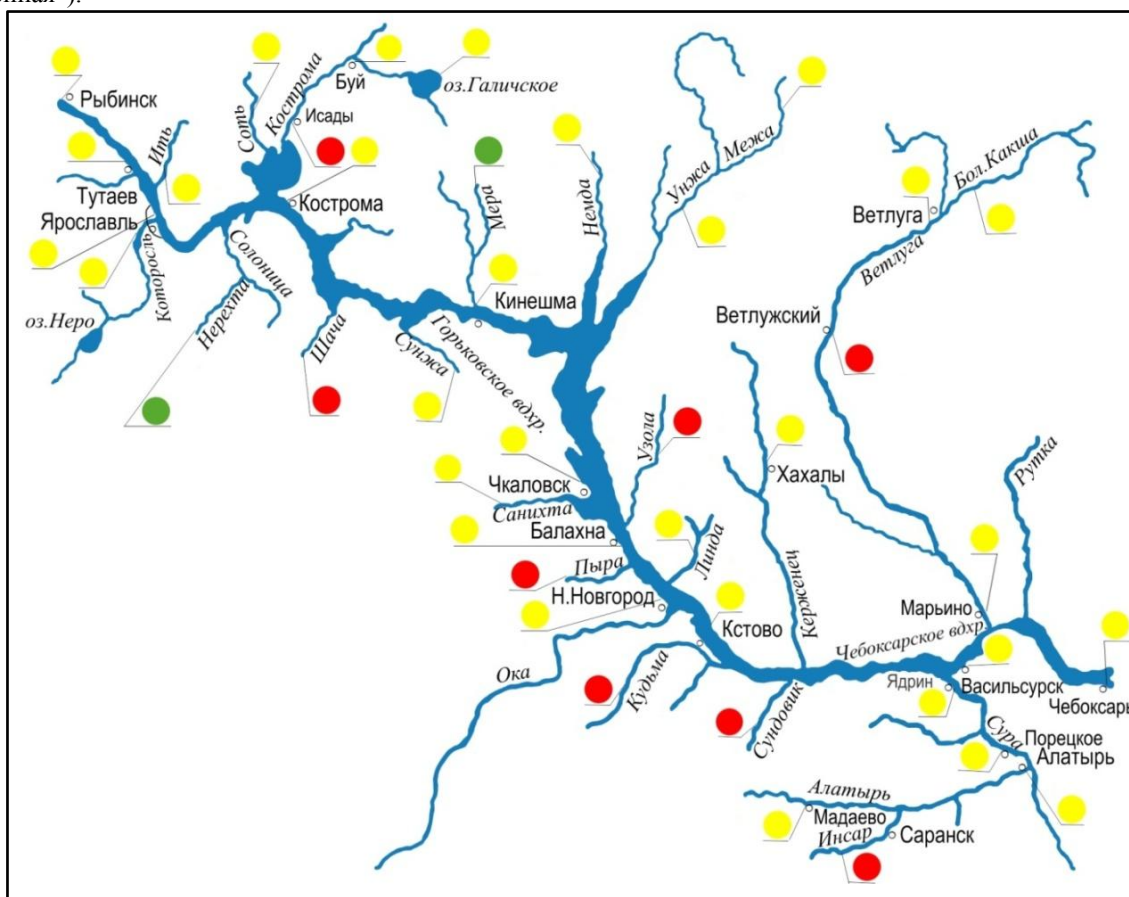 Рыбинск
Тутаев
Ярославль
Ить
Которосль
оз.Неро
Соть
Кострома
Исады
Буй
оз.Галичское
Кострома
Солоница
Нерехта
Шача
Сунжа
Мера
Кинешма
Горьковское вдхр.
Немда
Унжа
Межа
Ветлуга
Бол.Какша
Ветлуга
Ветлужский
Чкаловск
Санихта
Балахна
Узола
Пыра
Линда
Н.Новгород
Ока
Кстово
Кудьма
Хахалы
Керженец
Сундовик
Рутка
Марьино
Чебоксарское вдхр.
Ядрин
Васильсурск
Чебоксары
Сура
Порецкое
Алатырь
Алатырь
Мадаево
Инсар
Саранск